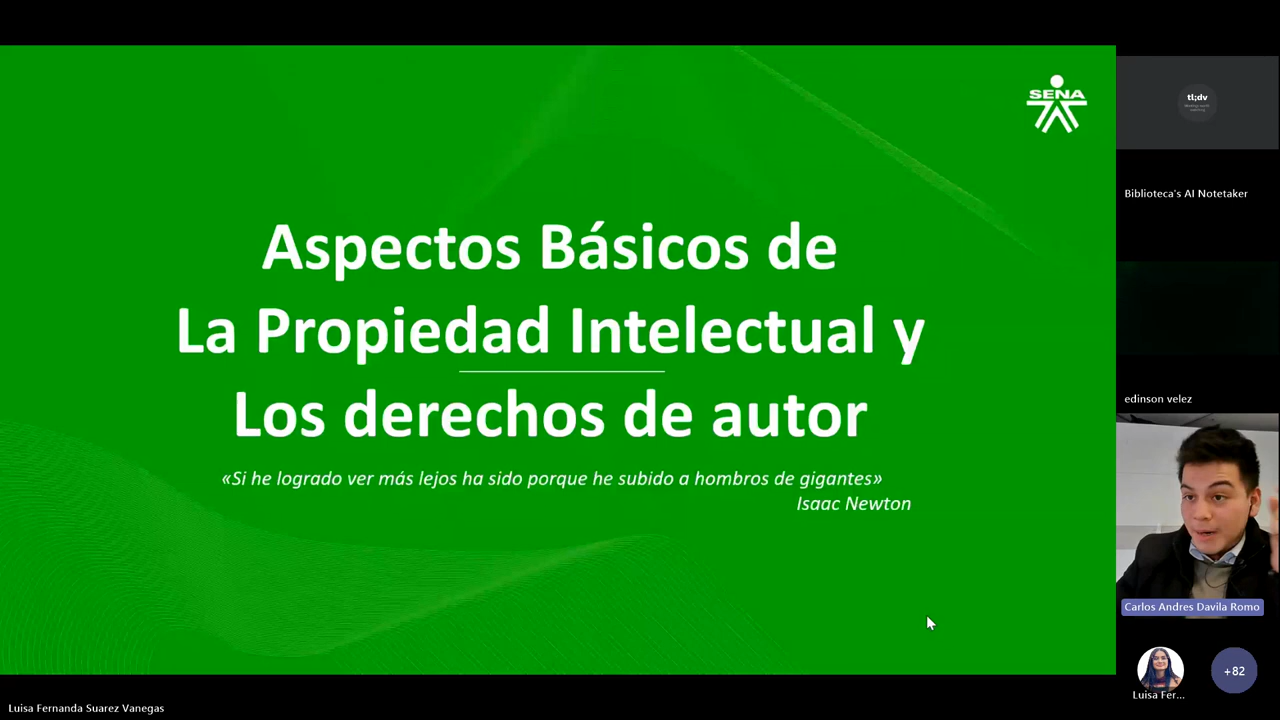 SENA
Aspectos Básicos de
La Propiedad Intelectual y
Los derechos de autor
«Si he logrado ver más lejos ha sido porque he subido a hombros de gigantes»
Isaac Newton
tl;dv
Biblioteca's AI Notetaker
edinson velez
Carlos Andres Davila Romo
Luisa Fer...
+82
Luisa Fernanda Suarez Vanegas